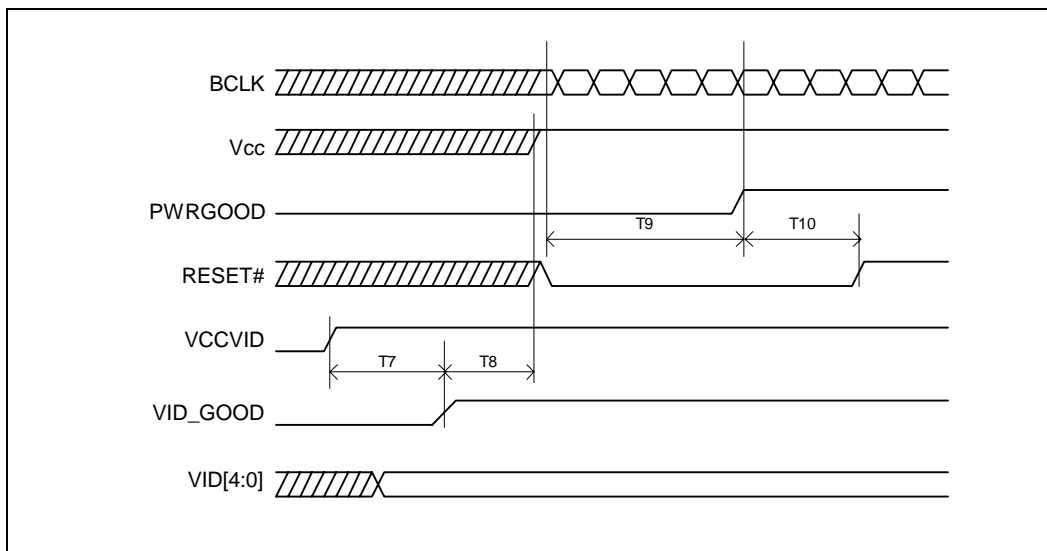 BCLK
Vcc
PWRGOOD
T9
T10
RESET#
VCCVID
T7
T8
VID_GOOD
VID[4:0]